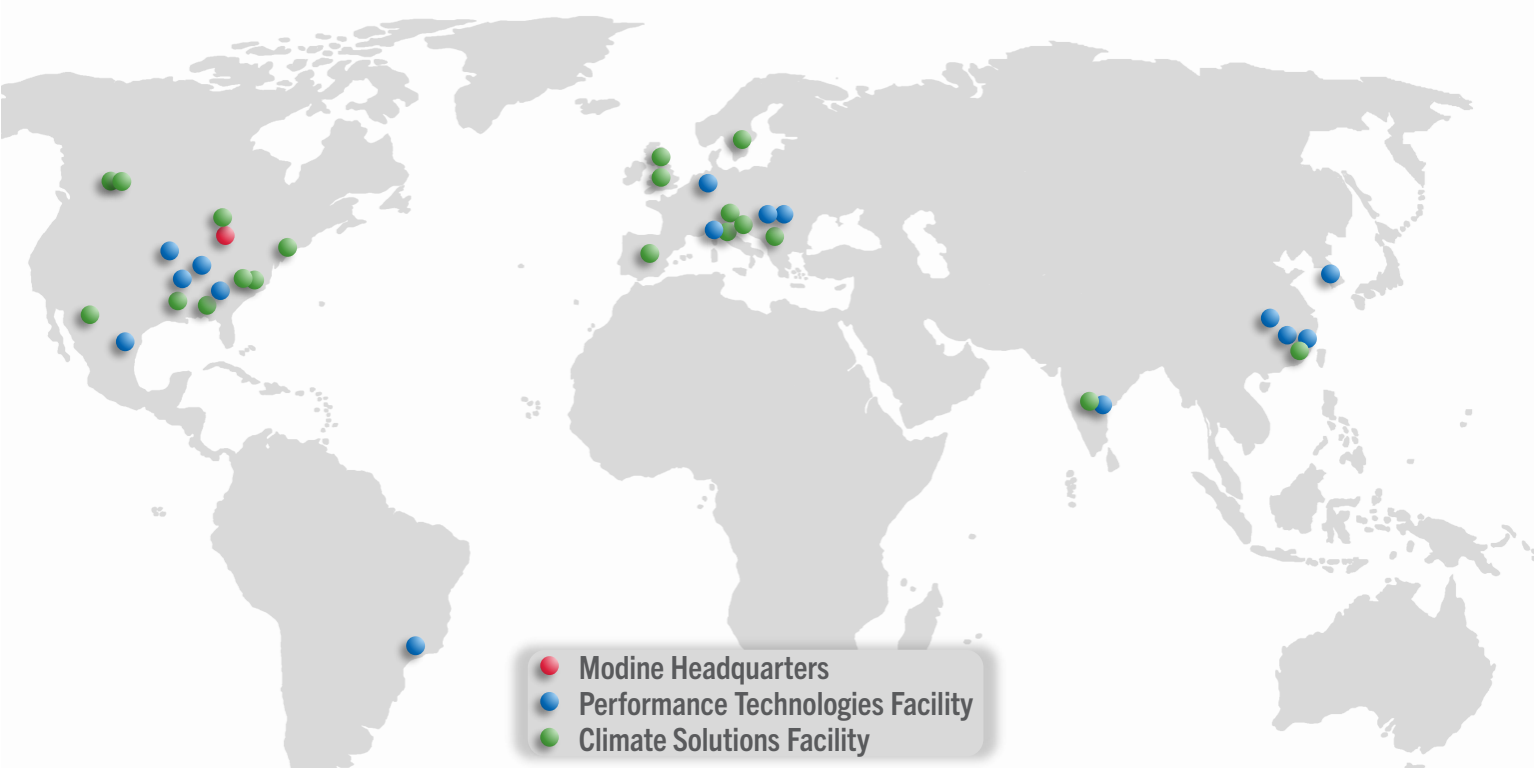 Modine Headquarters
Performance Technologies Facility
Climate Solutions Facility